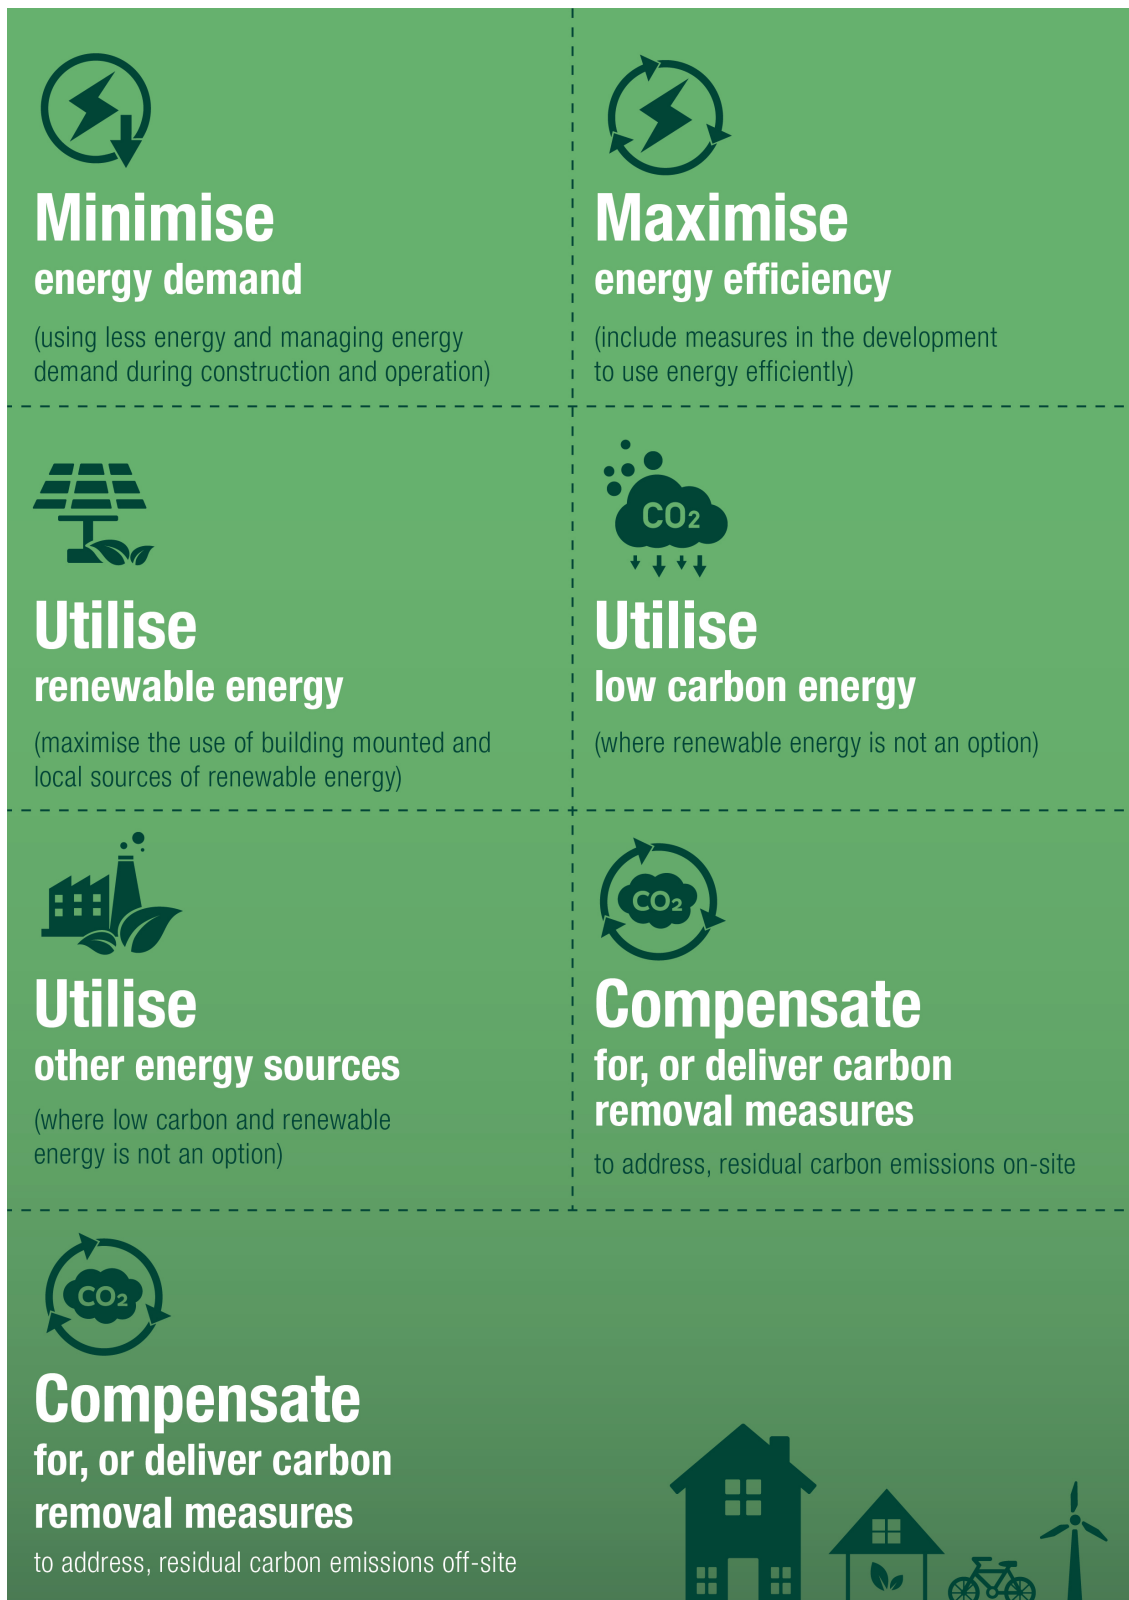 Minimise
energy demand
(using less energy and managing energy
demand during construction and operation)
Maximise
energy efficiency
(include measures in the development
to use energy efficiently)
Utilise
renewable energy
(maximise the use of building mounted and
local sources of renewable energy)
CO2
Utilise
low carbon energy
(where renewable energy is not an option)
Utilise
other energy sources
(where low carbon and renewable
energy is not an option)
CO2
Compensate
for, or deliver carbon
removal measures
to address, residual carbon emissions on-site
CO2
Compensate
for, or deliver carbon
removal measures
to address, residual carbon emissions off-site